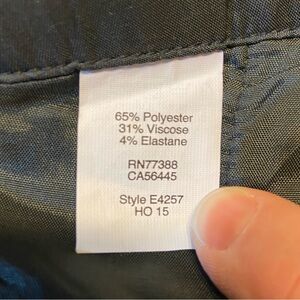 65% Polyester
31% Viscose
4% Elastane
RN77388
CA56445
Style E4257
HO 15